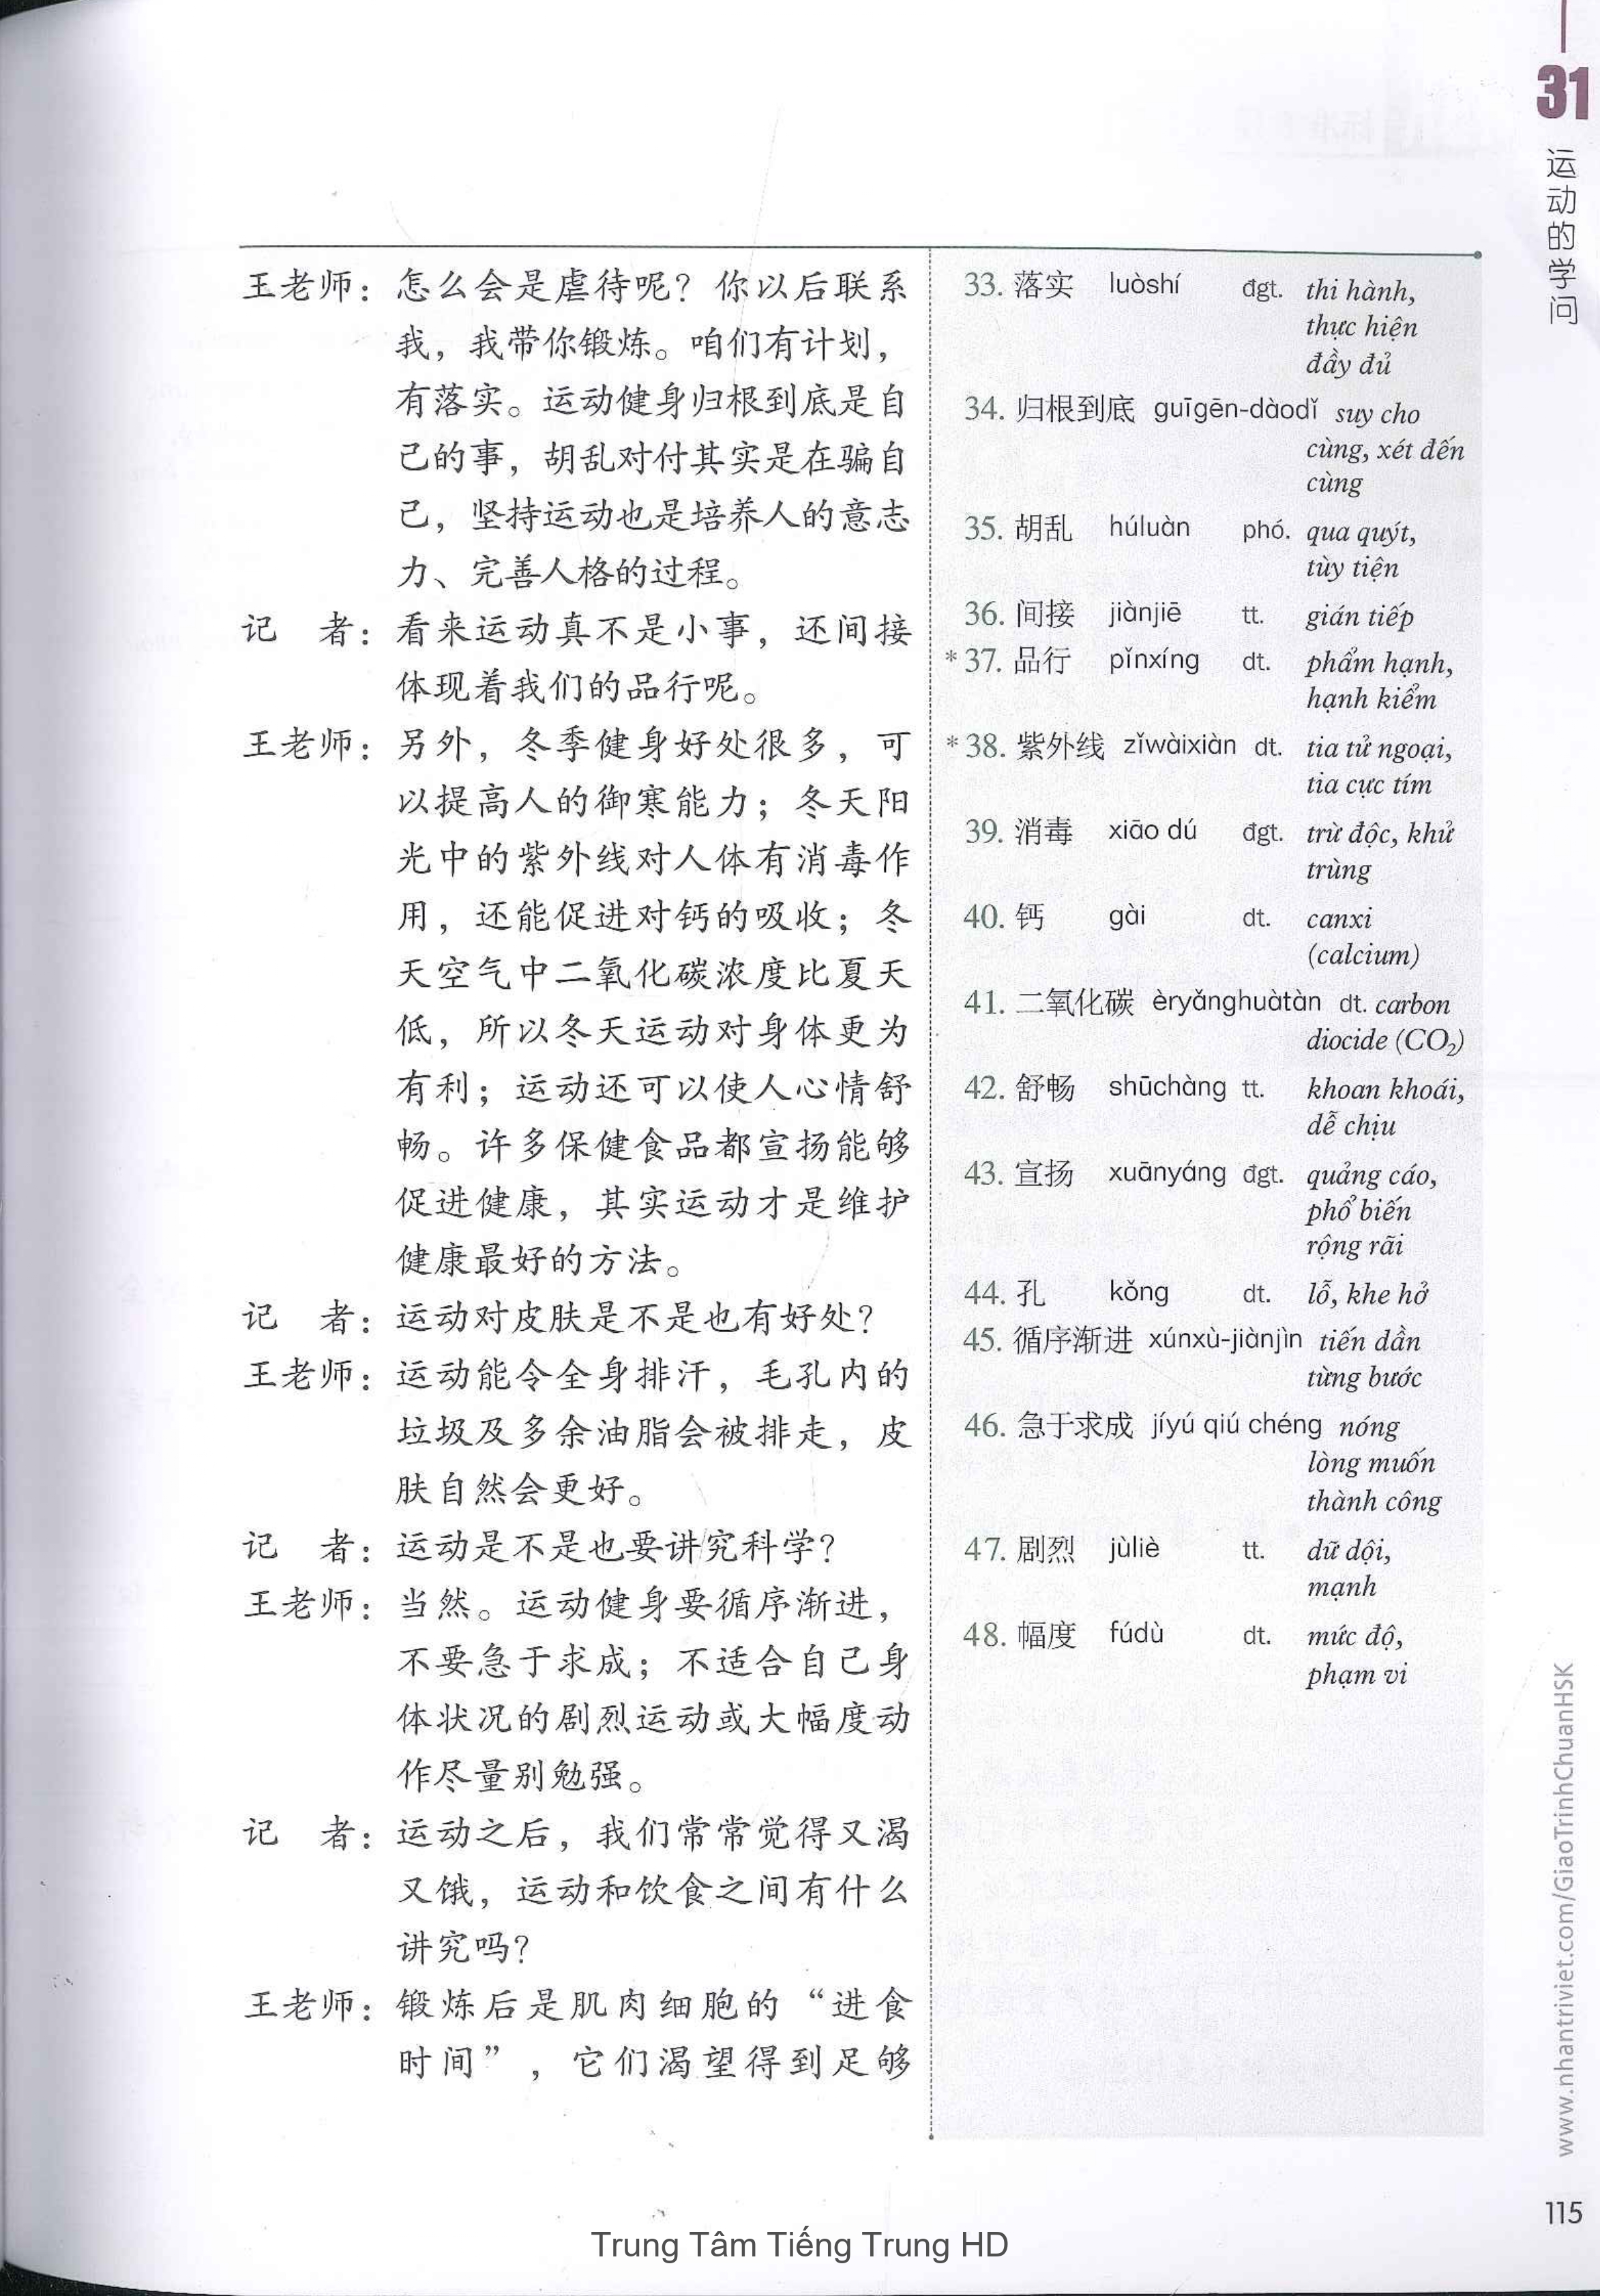 31
运动的学问
王老师：怎么会是虐待呢？你以后联系
我，我带你锻炼。咱们有计划，
有落实。运动健身归根到底是自
己的事，胡乱对付其实是在骗自
己，坚持运动也是培养人的意志
力、完善人格的过程。
记 者：看来运动真不是小事，还间接
体现着我们的品行呢。
王老师：另外，冬季健身好处很多，可
以提高人的御寒能力；冬天阳
光中的紫外线对人体有消毒作
用，还能促进对钙的吸收；冬
天空气中二氧化碳浓度比夏天
低，所以冬天运动对身体更为
有利；运动还可以使人心情舒
畅。许多保健食品都宣扬能够
促进健康，其实运动才是维护
健康最好的方法。
记 者：运动对皮肤是不是也有好处？
王老师：运动能令全身排汗，毛孔内的
垃圾及多余油脂会被排走，皮
肤自然会更好。
记 者：运动是不是也要讲究科学？
王老师：当然。运动健身要循序渐进，
不要急于求成；不适合自己身
体状况的剧烈运动或大幅度动
作尽量别勉强。
记 者：运动之后，我们常常觉得又渴
又饿，运动和饮食之间有什么
讲究吗？
王老师：锻炼后是肌肉细胞的“进食
时间”，它们渴望得到足够
33. 落实 luòshí đgt. thi hành,
thực hiện
đầy đủ
34. 归根到底 guīgēn-dàodǐ suy cho
cùng, xét đến
cùng
35. 胡乱 húluàn phó. qua quýt,
tùy tiện
36. 间接 jiànjiē tt. gián tiếp
*37. 品行 pǐnxíng dt. phẩm hạnh,
hạnh kiểm
*38. 紫外线 zǐwàixiàn dt. tia tử ngoại,
tia cực tím
39. 消毒 xiāo dú đgt. trừ độc, khử
trùng
40. 钙 gài dt. canxi
(calcium)
41. 二氧化碳 èryǎnghuàtàn dt. carbon
diocide (CO₂)
42. 舒畅 shūchàng tt. khoan khoái,
dễ chịu
43. 宣扬 xuānyáng đgt. quảng cáo,
phổ biến
rộng rãi
44. 孔 kǒng dt. lỗ, khe hở
45. 循序渐进 xúnxù-jiànjìn tiến dần
từng bước
46. 急于求成 jíyú qiú chéng nóng
lòng muốn
thành công
47. 剧烈 jùliè tt. dữ dội,
mạnh
48. 幅度 fúdù dt. mức độ,
phạm vi
www.nhantriviet.com/GiaoTrinhChuanHSK
115
Trung Tâm Tiếng Trung HD